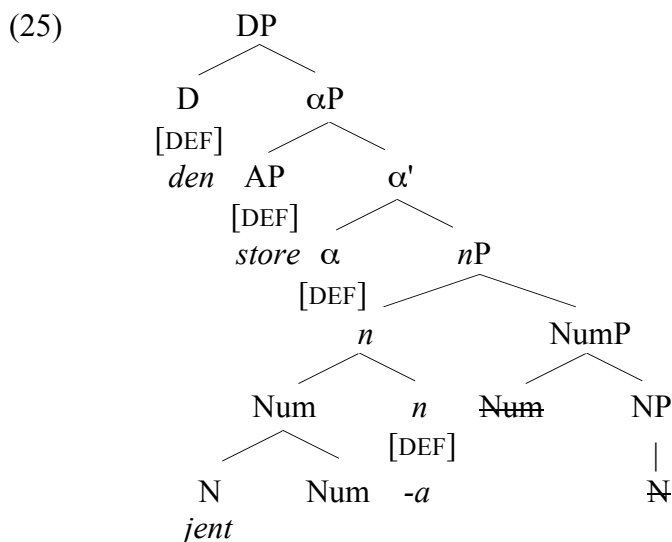 (25) DP
D αP
[DEF]
den AP α'
[DEF]
store α nP
[DEF]
n NumP
Num n Num NP
[DEF]
N Num -a N
jent